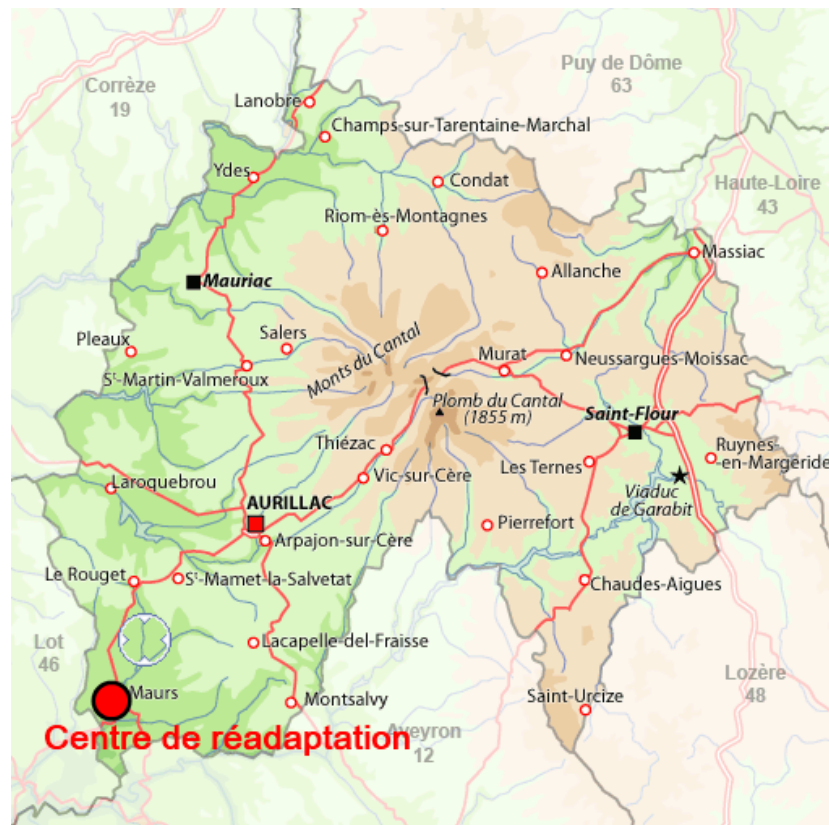 Puy de Dôme
63
Corrèze
19
Lanobre
Champs-sur-Tarentaine-Marchal
Ydes
Condat
Haute-Loire
43
Riom-ès-Montagnes
Massiac
Allanche
Mauriac
Salers
Pleaux
Monts du Cantal
Murat
Neussargues-Moissac
St-Martin-Valmeroux
Plomb du Cantal
(1855 m)
Saint-Flour
Thiézac
Ruynes
-en-Margeride
Les Ternes
Vic-sur-Cère
Laroquebrou
Viaduc
de Garabit
AURILLAC
Pierrefort
Arpajon-sur-Cère
Le Rouget
St-Mamet-la-Salvetat
Chaudes-Aigues
Lot
46
Lacapelle-del-Fraisse
Lozère
48
Maurs
Montsalvy
Saint-Urcize
Centre de réadaptation
Aveyron
12